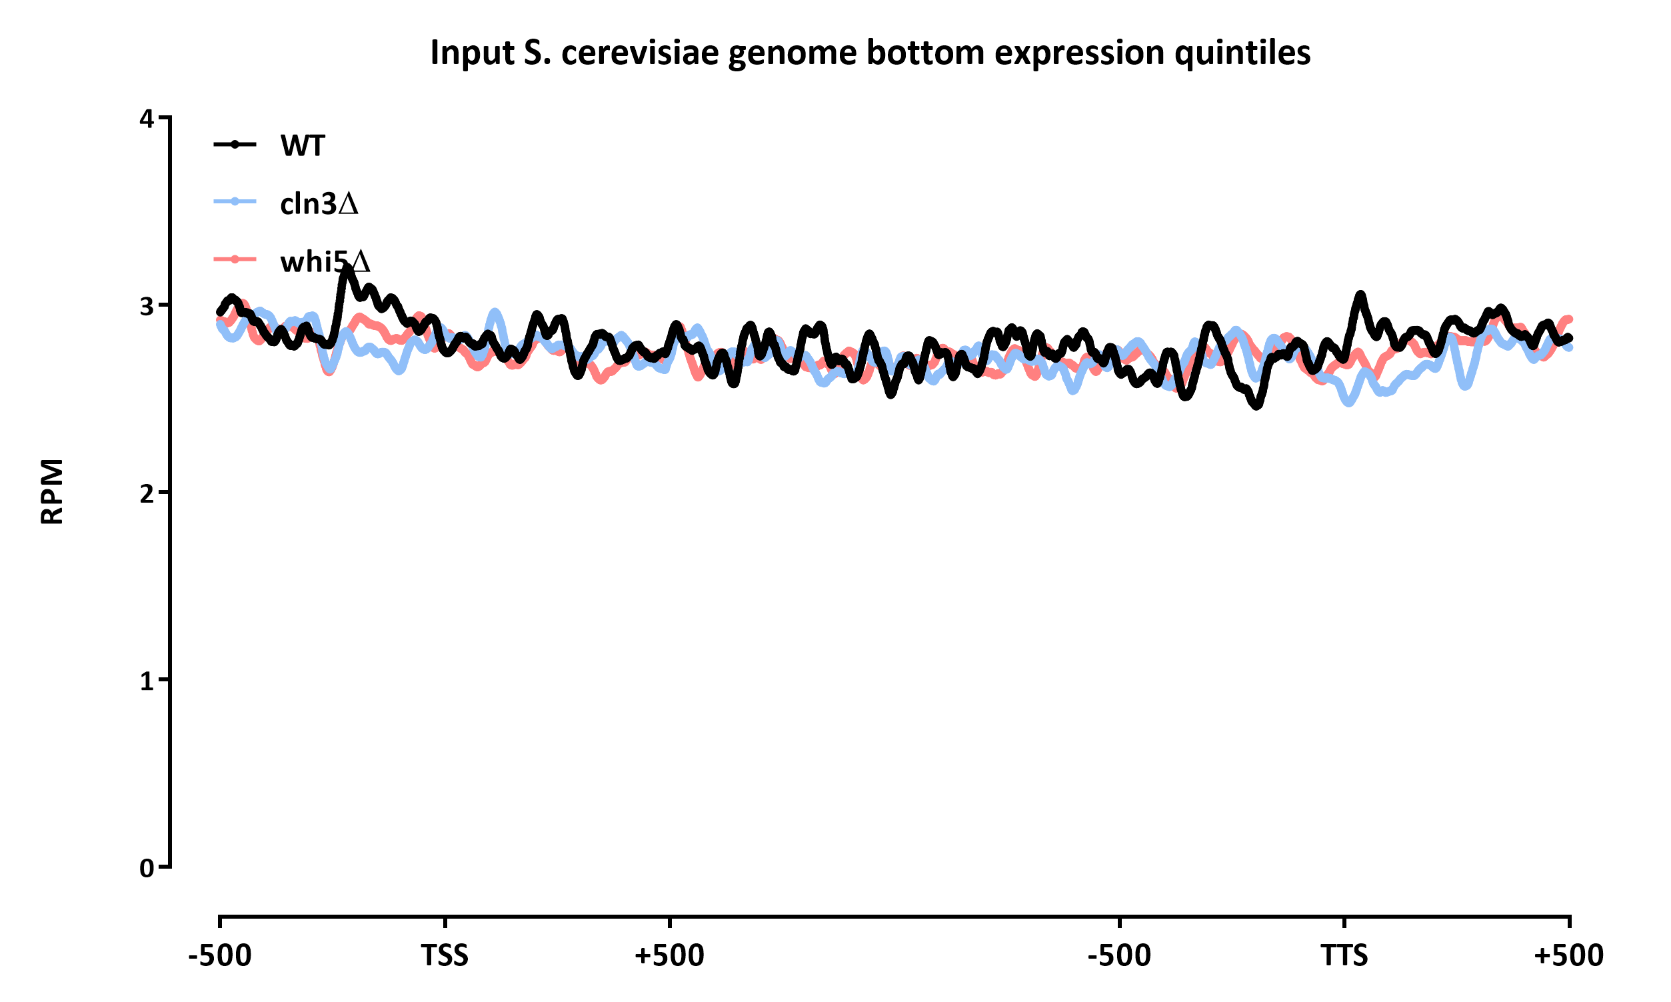 Input S. cerevisiae genome bottom expression quintiles
4
WT
cln3Δ
whi5Δ
3
RPM
2
1
0
-500 TSS +500 -500 TTS +500